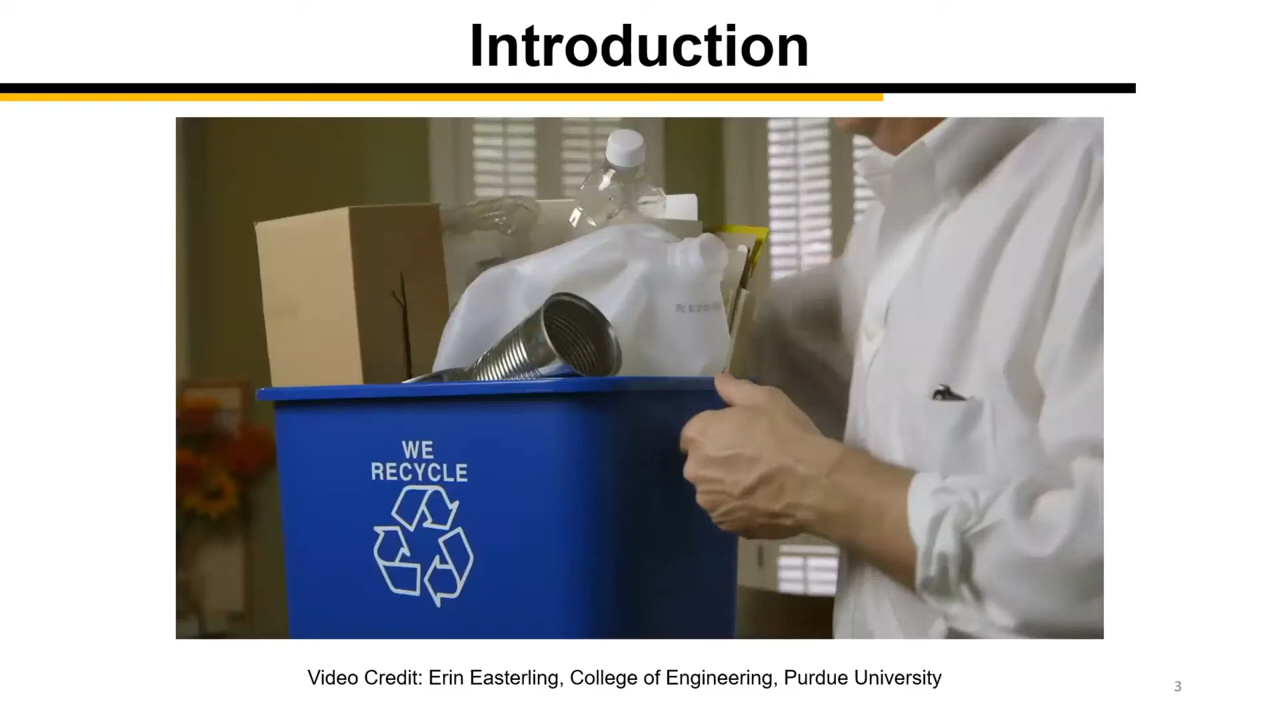 Introduction
WE
RECYCLE
Video Credit: Erin Easterling, College of Engineering, Purdue University
3